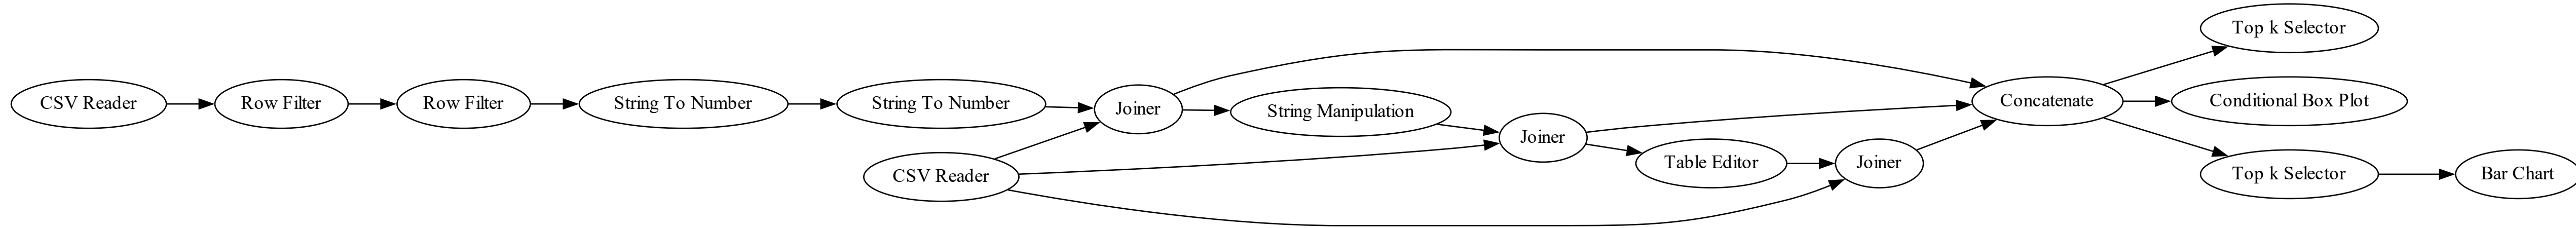 CSV Reader
Row Filter
Row Filter
String To Number
String To Number
CSV Reader
Joiner
String Manipulation
Joiner
Table Editor
Joiner
Concatenate
Top k Selector
Conditional Box Plot
Top k Selector
Bar Chart